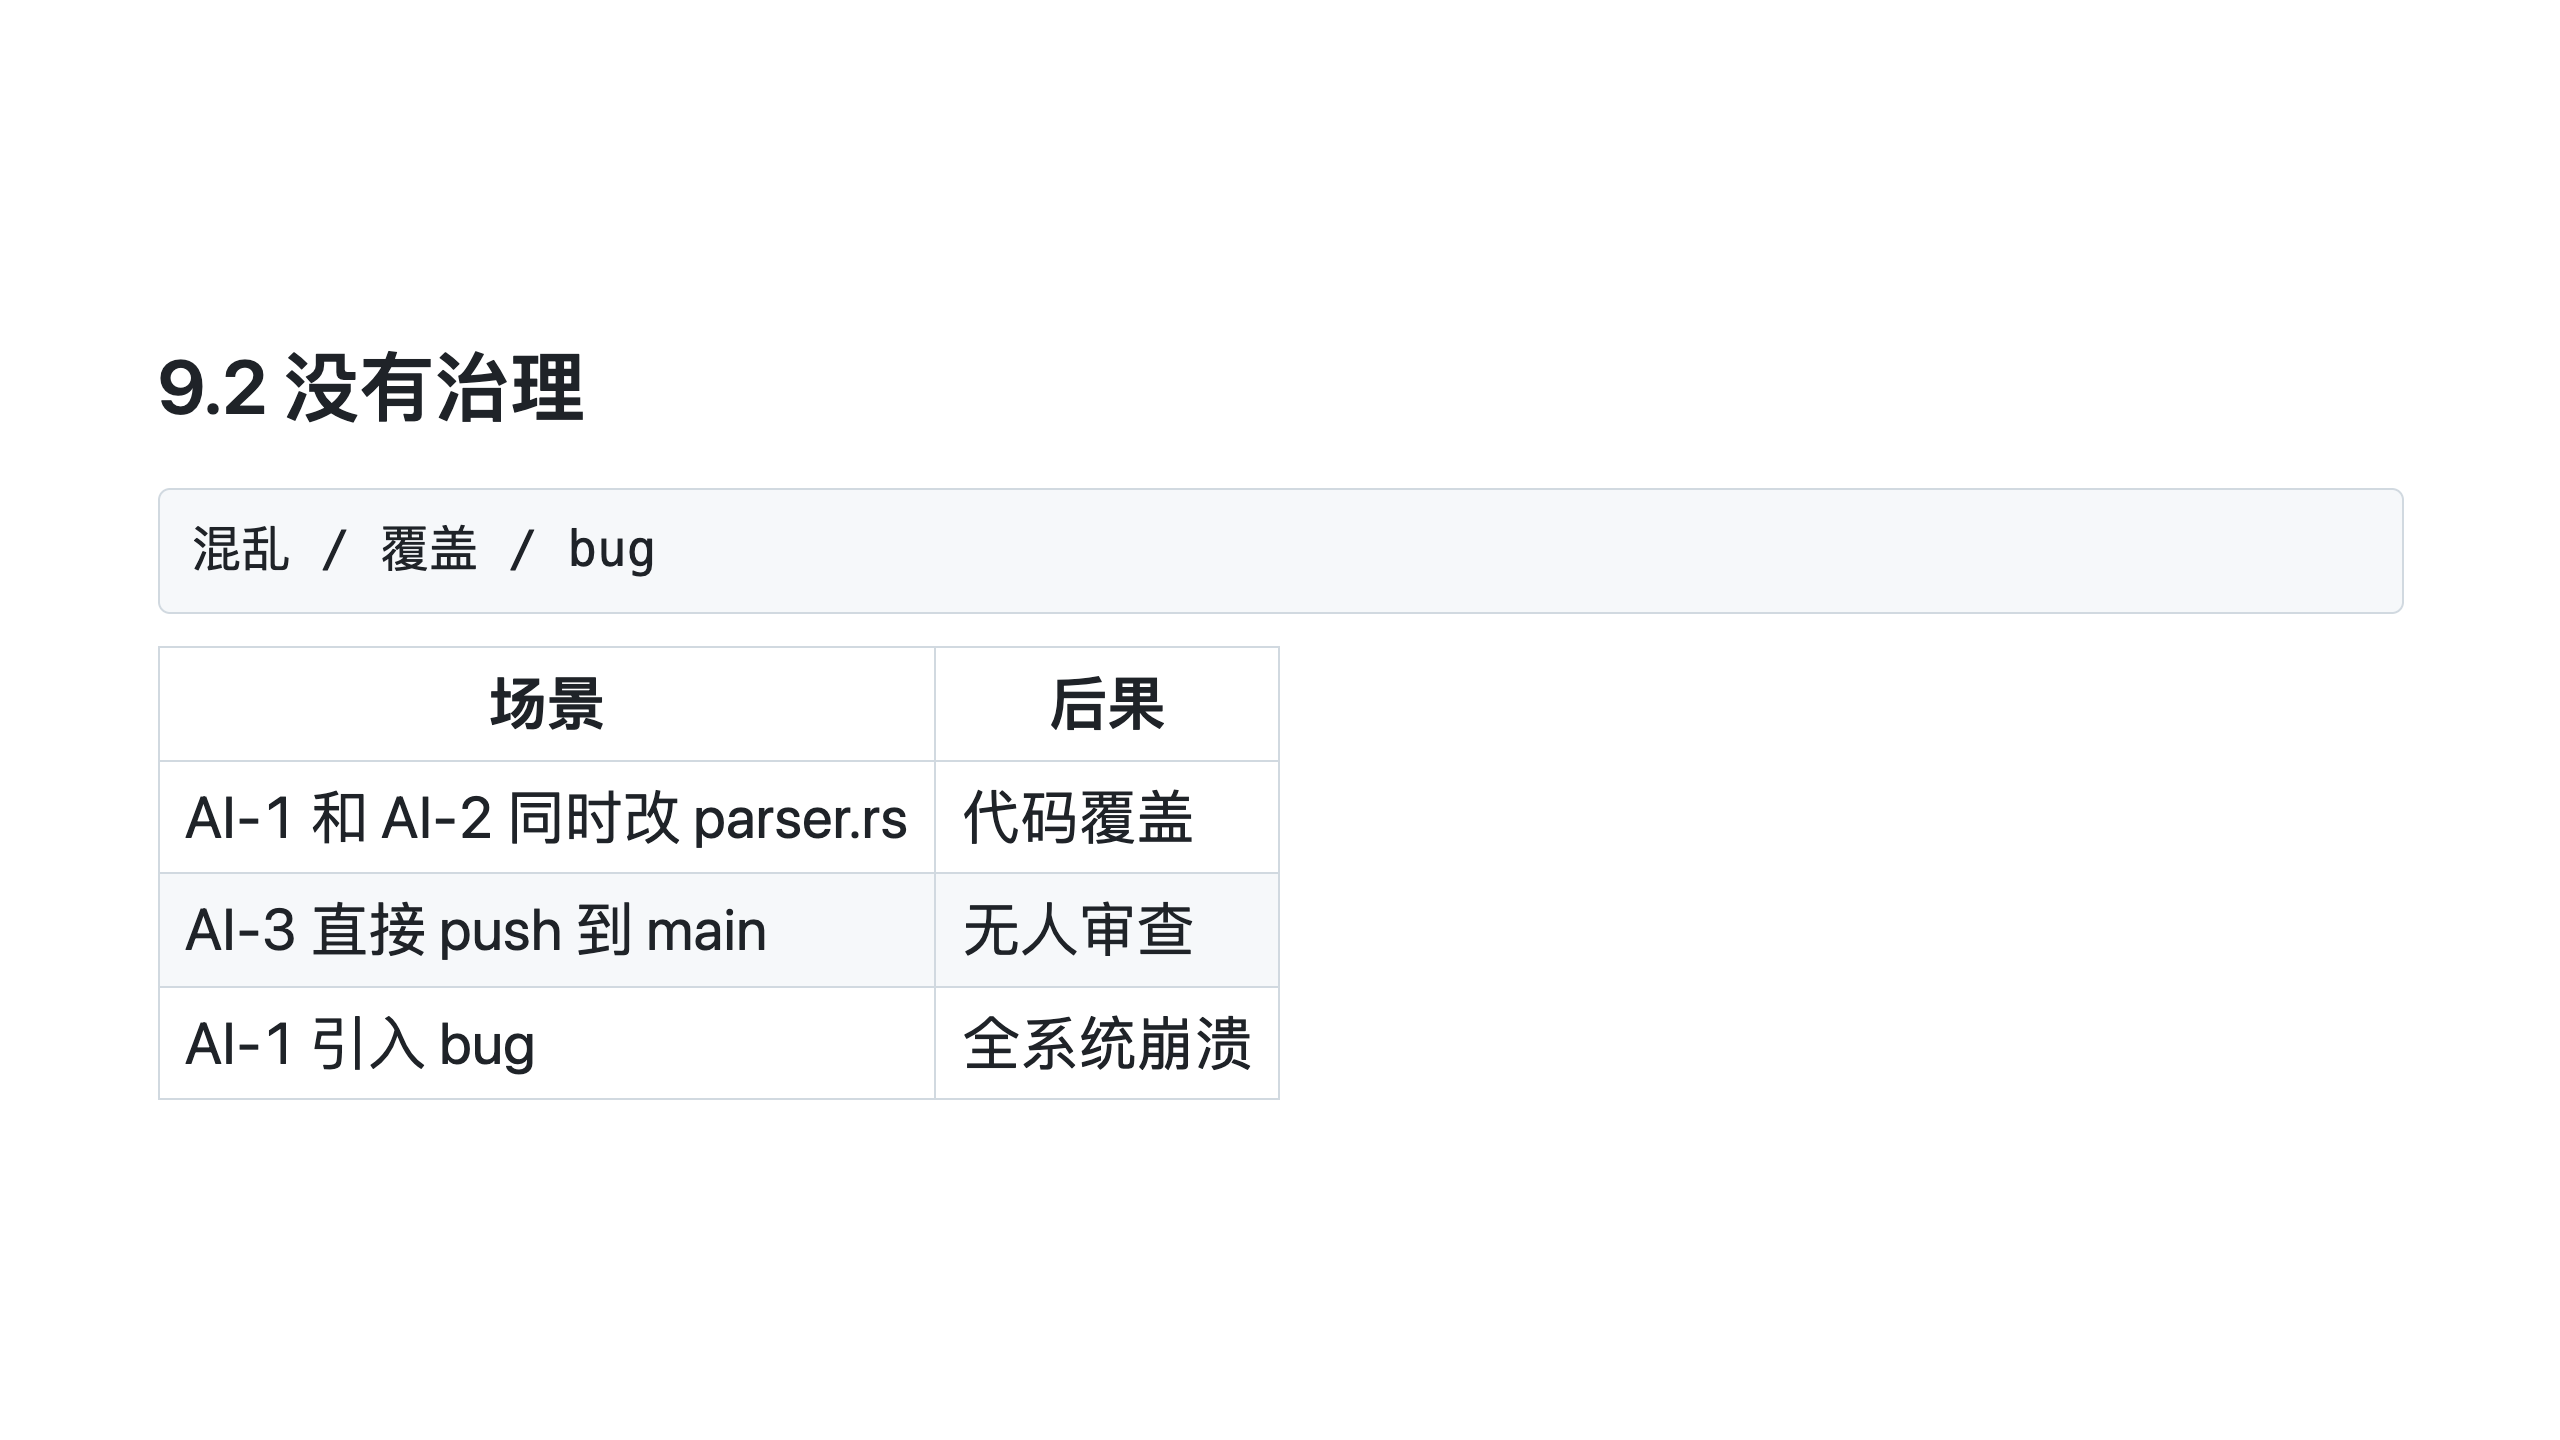 9.2 没有治理
混乱 / 覆盖 / bug
场景 后果
AI-1 和 AI-2 同时改 parser.rs 代码覆盖
AI-3 直接 push 到 main 无人审查
AI-1 引入 bug 全系统崩溃